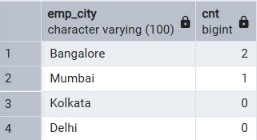 emp_city cnt
character varying (100) bigint
1 Bangalore 2
2 Mumbai 1
3 Kolkata 0
4 Delhi 0